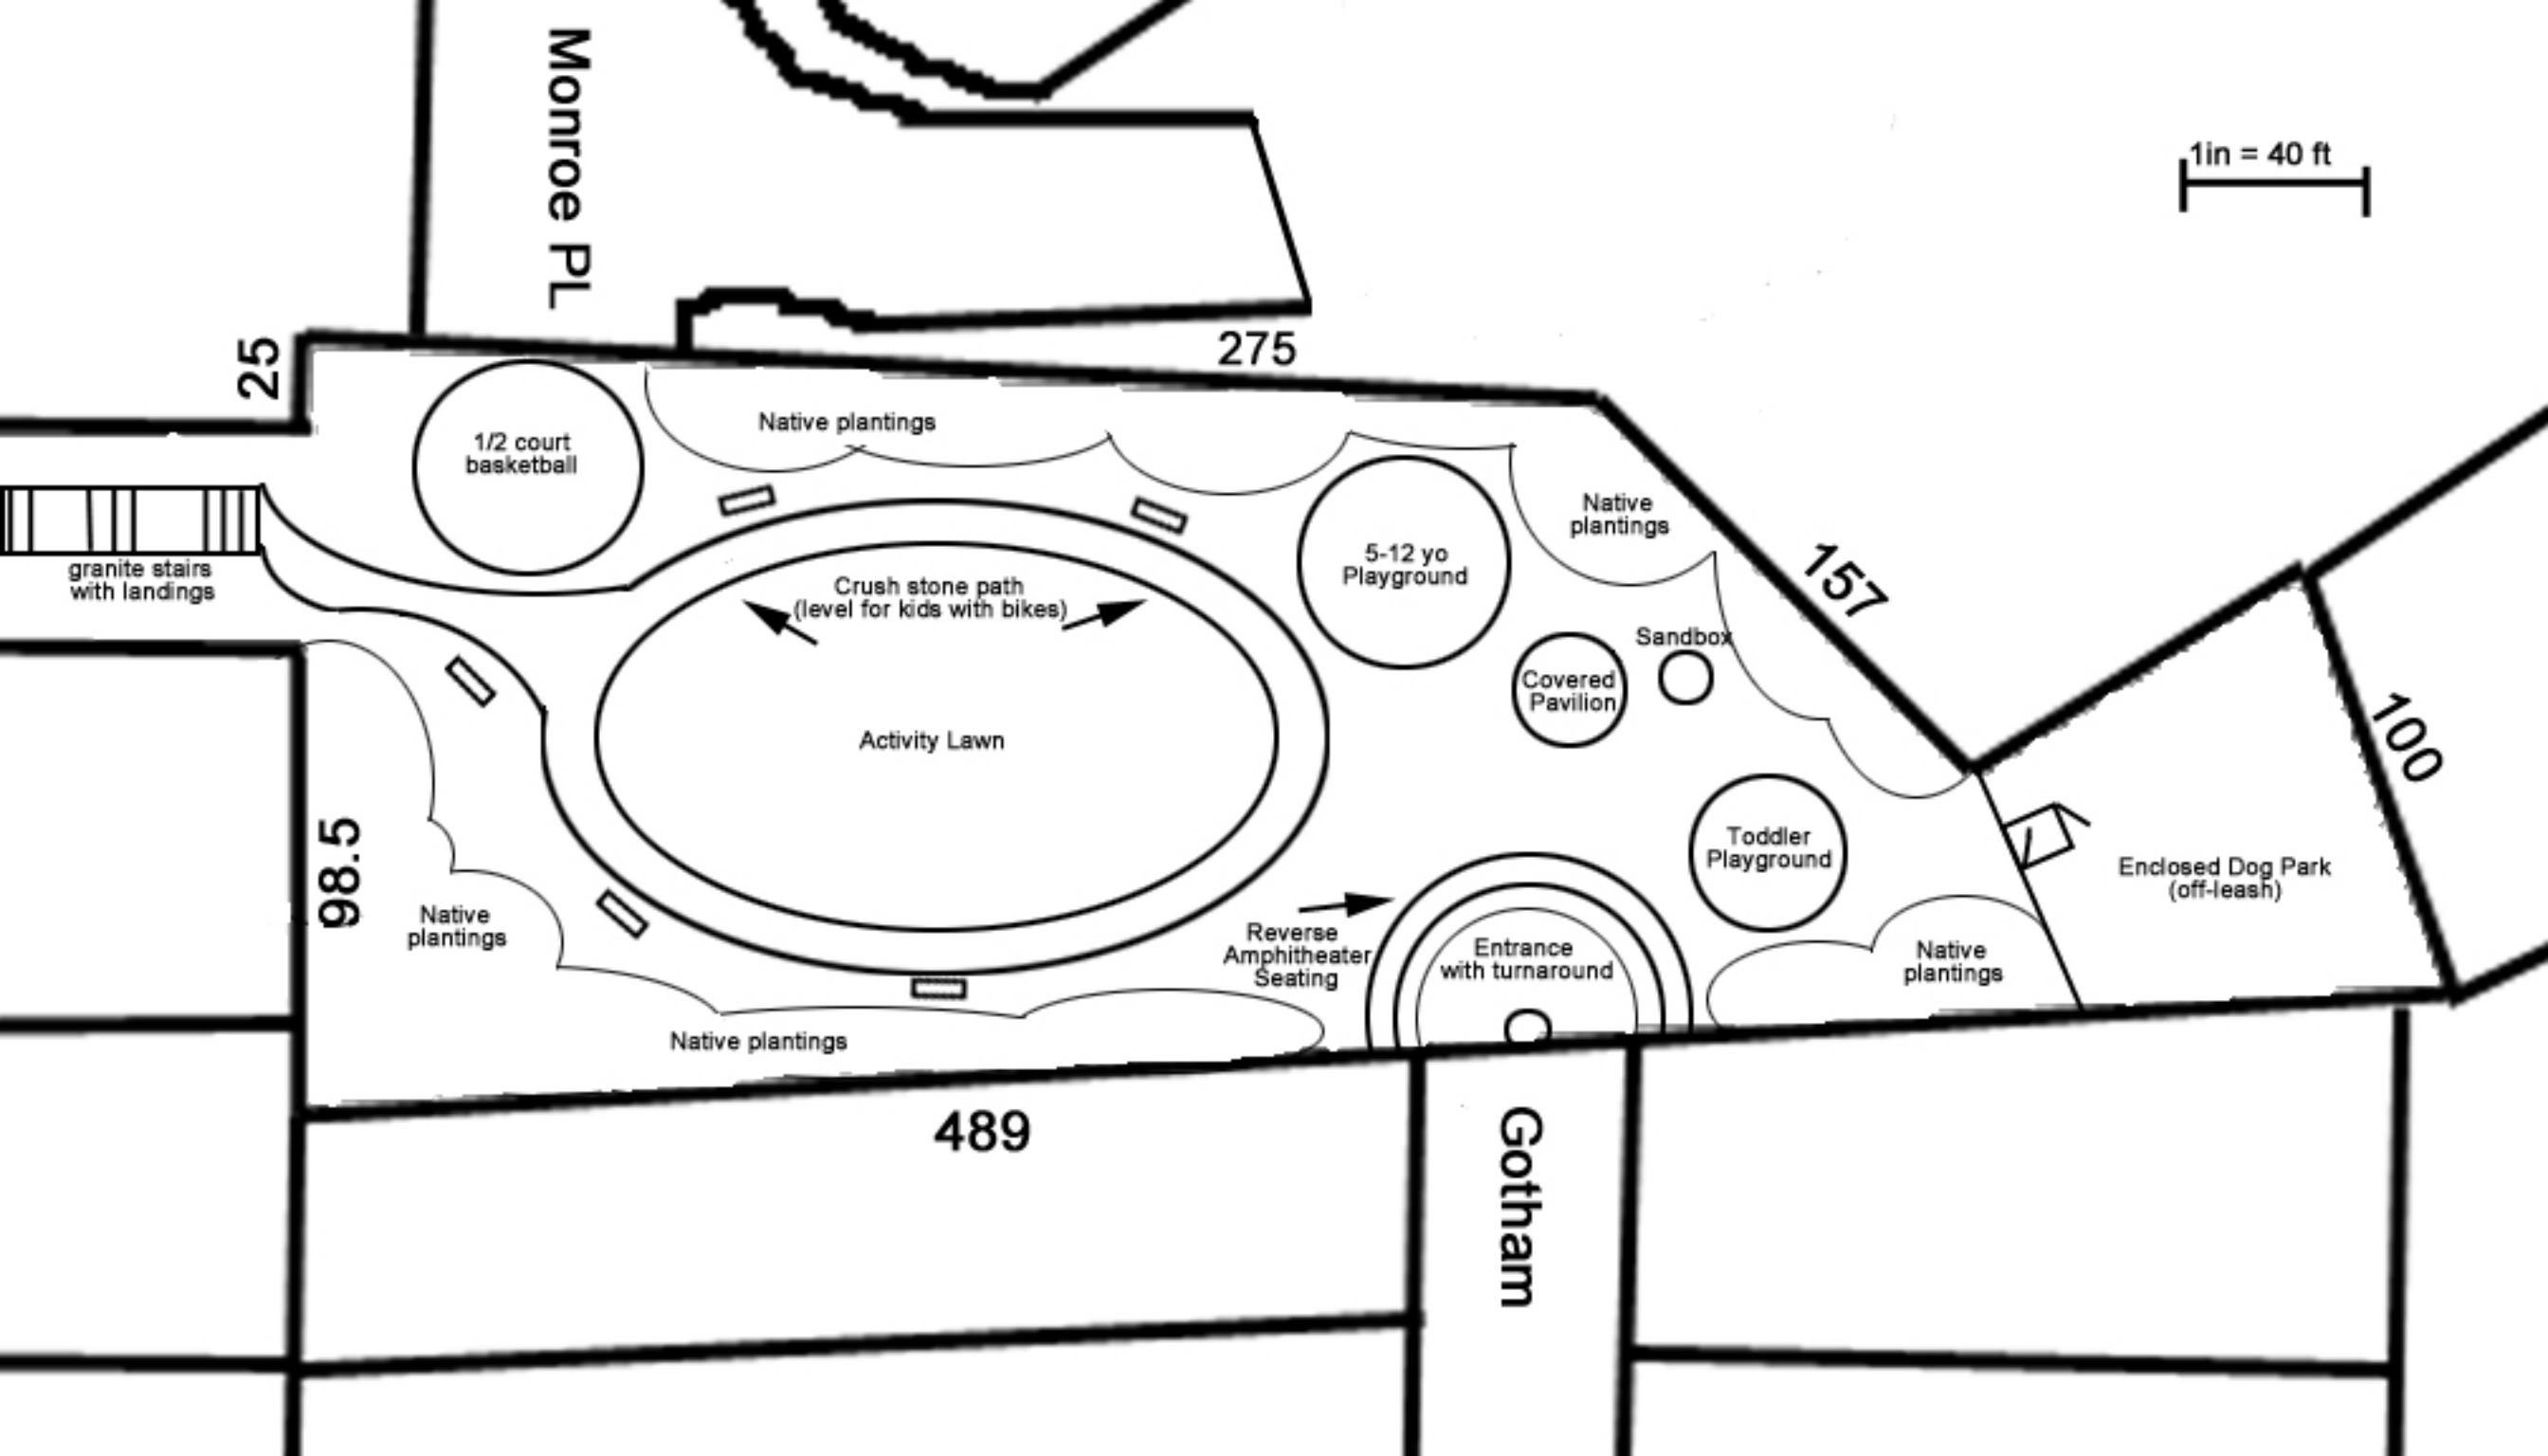 Monroe PL
1in = 40 ft
25
275
1/2 court
basketball
Native plantings
Native
plantings
157
granite stairs
with landings
Crush stone path
(level for kids with bikes)
5-12 yo
Playground
Sandbox
Covered
Pavilion
Activity Lawn
100
98.5
Toddler
Playground
Enclosed Dog Park
(off-leash)
Native
plantings
Reverse
Amphitheater
Seating
Entrance
with turnaround
Native
plantings
Native plantings
489
Gotham